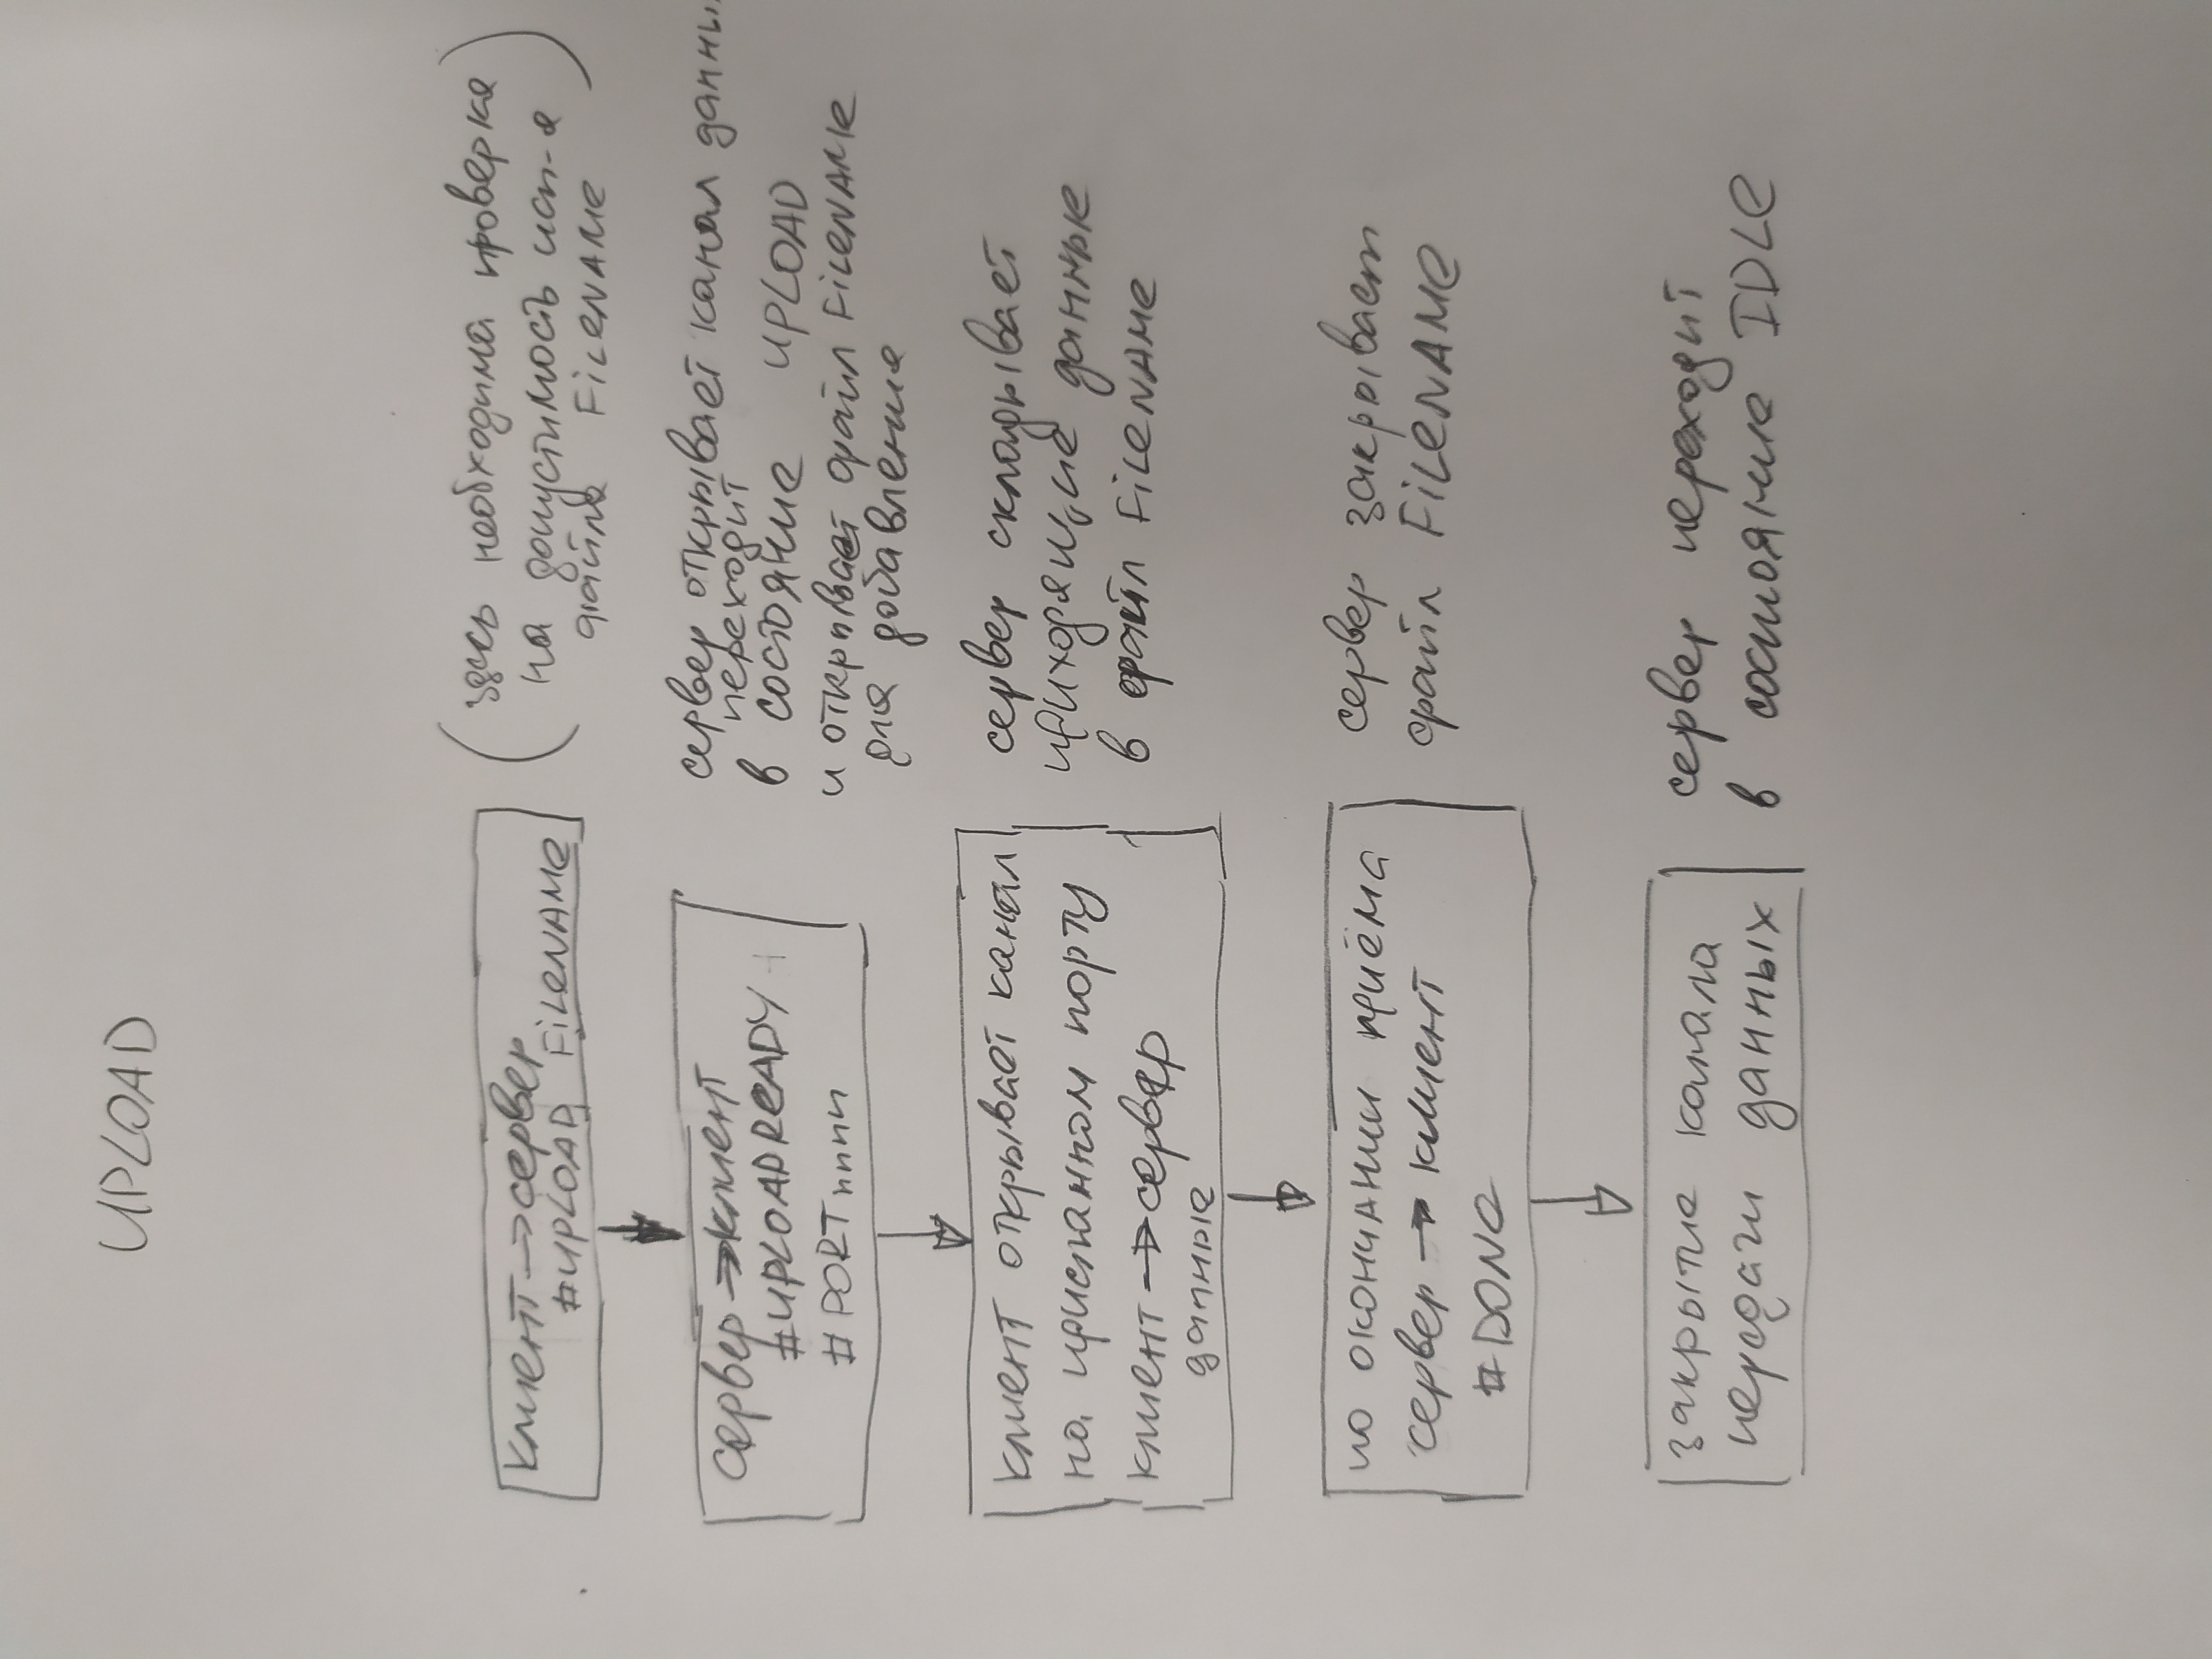 UPLOAD
клиент → сервер
#UPLOAD FILENAME
(здесь необходима проверка
на допустимость исп-я
файла FILENAME)
сервер → клиент
#UPLOADREADY
#PORTnnnn
сервер открывает канал данны
переходит
в состояние UPLOAD
и открывает файл FILENAME
для добавления
клиент открывает канал
на присланном порту
клиент → сервер
данные
сервер складывает
приходящие данные
в файл FILENAME
по окончании приёма
сервер → клиент
#DONE
сервер закрывает
файл FILENAME
закрытие канала
передачи данных
сервер переходит
в состояние IDLE